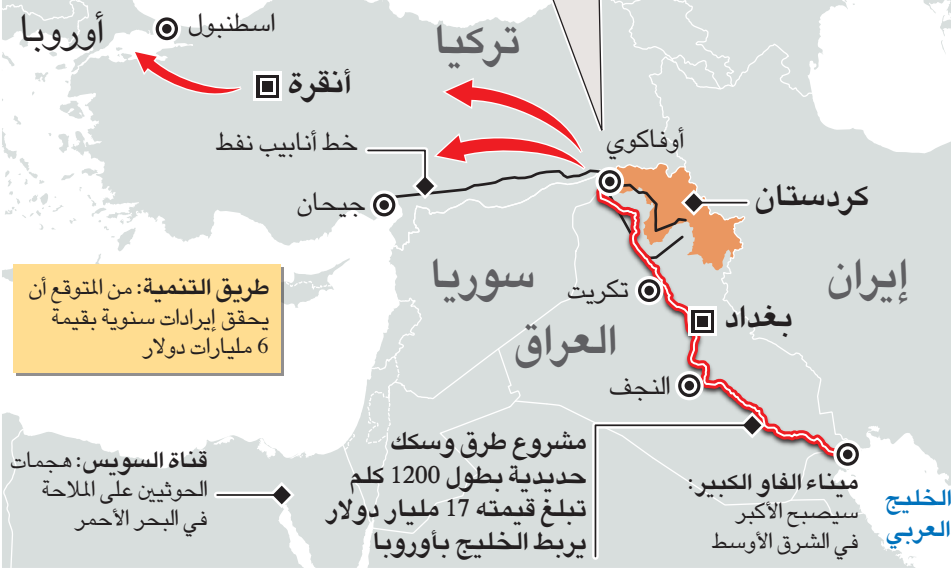 أوروبا
اسطنبول
تركيا
أنقرة
أوفاكوي
خط أنابيب نفط
جيحان
كردستان
إيران
سوريا
تكريت
بغداد
العراق
النجف
طريق التنمية: من المتوقع أن
يحقق إيرادات سنوية بقيمة
6 مليارات دولار
مشروع طرق وسكك
حديدية بطول 1200 كلم
تبلغ قيمته 17 مليار دولار
يربط الخليج بأوروبا
قناة السويس: هجمات
الحوثيين على الملاحة
في البحر الأحمر
ميناء الفاو الكبير:
سيصبح الأكبر
في الشرق الأوسط
الخليج
العربي